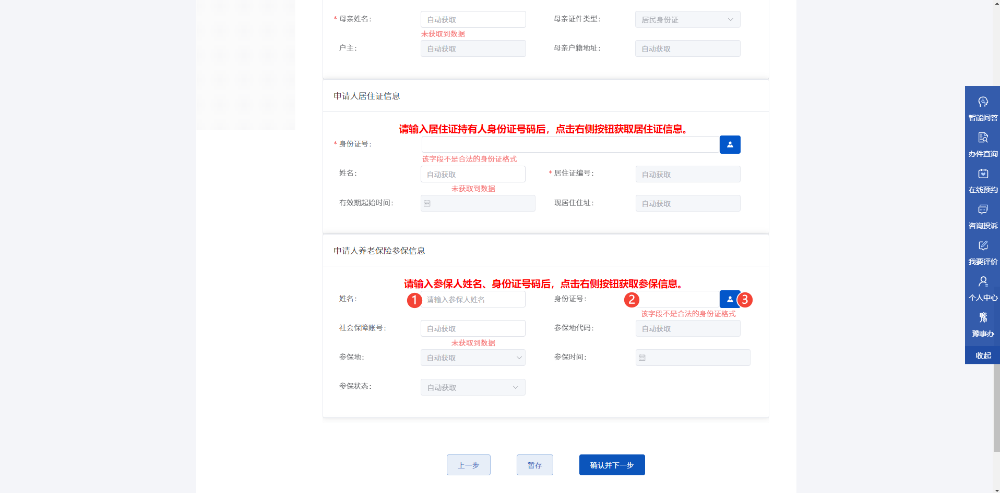 * 母亲姓名： 自动获取 母亲证件类型： 居民身份证
未获取到数据
户主： 自动获取 母亲户籍地址： 自动获取
申请人居住证信息
请输入居住证持有人身份证号码后，点击右侧按钮获取居住证信息。
* 身份证号：
该字段不是合法的身份证格式
姓名： 自动获取 * 居住证编号： 自动获取
未获取到数据
有效期起始时间： 现居住住址： 自动获取
申请人养老保险参保信息
请输入参保人姓名、身份证号码后，点击右侧按钮获取参保信息。
姓名： 1 请输入参保人姓名 身份证号： 2 3
该字段不是合法的身份证格式
社会保障账号： 自动获取 参保地代码： 自动获取
未获取到数据
参保地： 自动获取 参保时间：
参保状态： 自动获取
上一步 暂存 确认并下一步
智能问答
办件查询
在线预约
咨询投诉
我要评价
个人中心
豫事办
收起